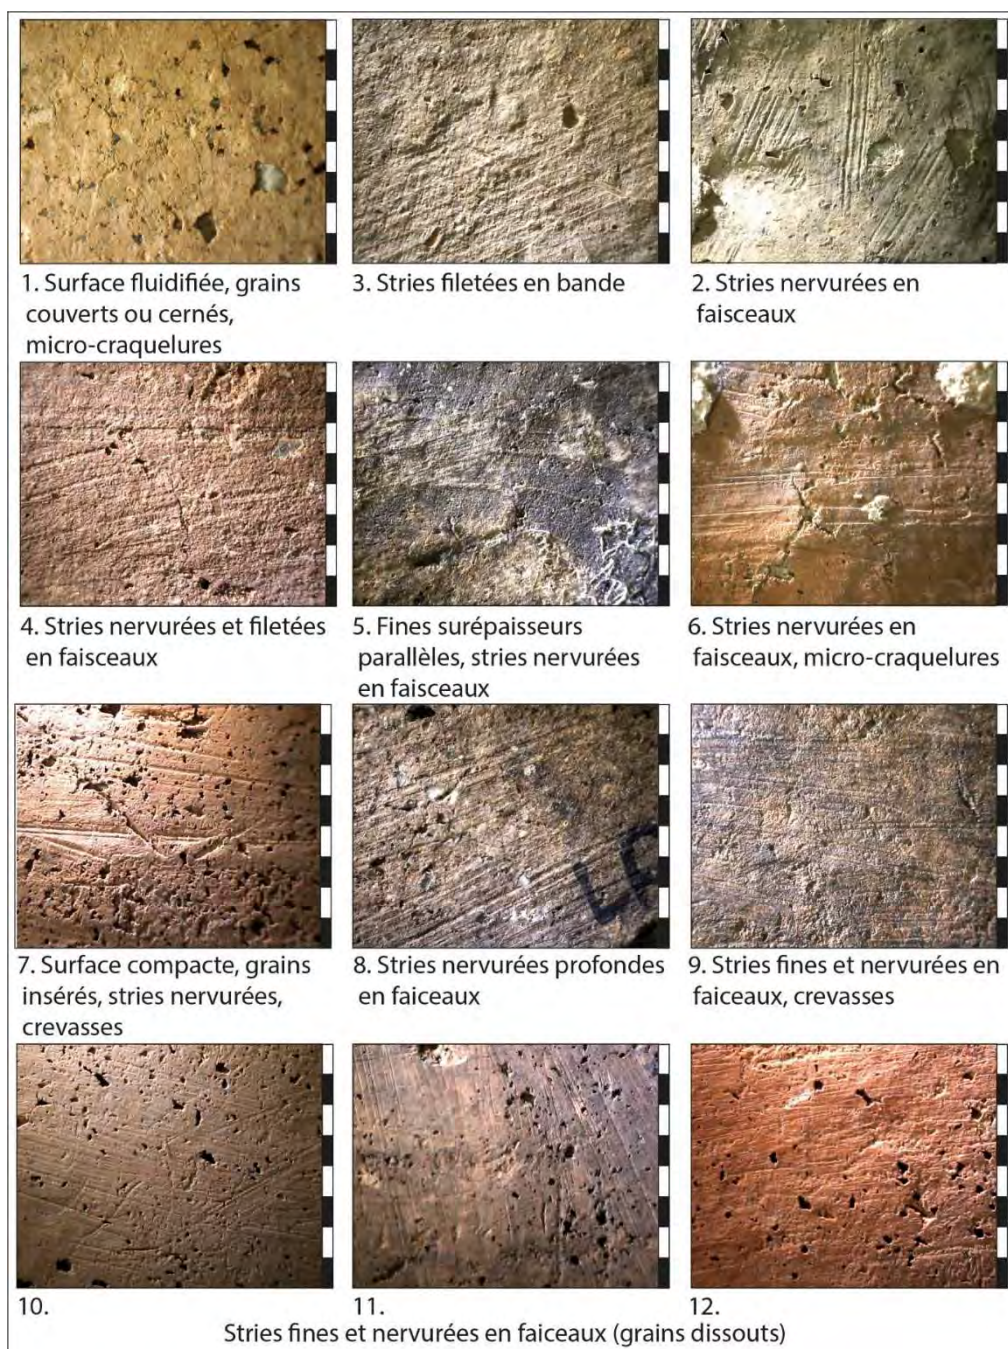 1. Surface fluidifiée, grains
couverts ou cernés,
micro-craquelures
3. Stries filetées en bande
2. Stries nervurées en
faisceaux
4. Stries nervurées et filetées
en faisceaux
5. Fines surépaisseurs
parallèles, stries nervurées
en faisceaux
6. Stries nervurées en
faisceaux, micro-craquelures
7. Surface compacte, grains
insérés, stries nervurées,
crevasses
8. Stries nervurées profondes
en faiceaux
9. Stries fines et nervurées en
faiceaux, crevasses
10.
11.
12.
Stries fines et nervurées en faiceaux (grains dissouts)